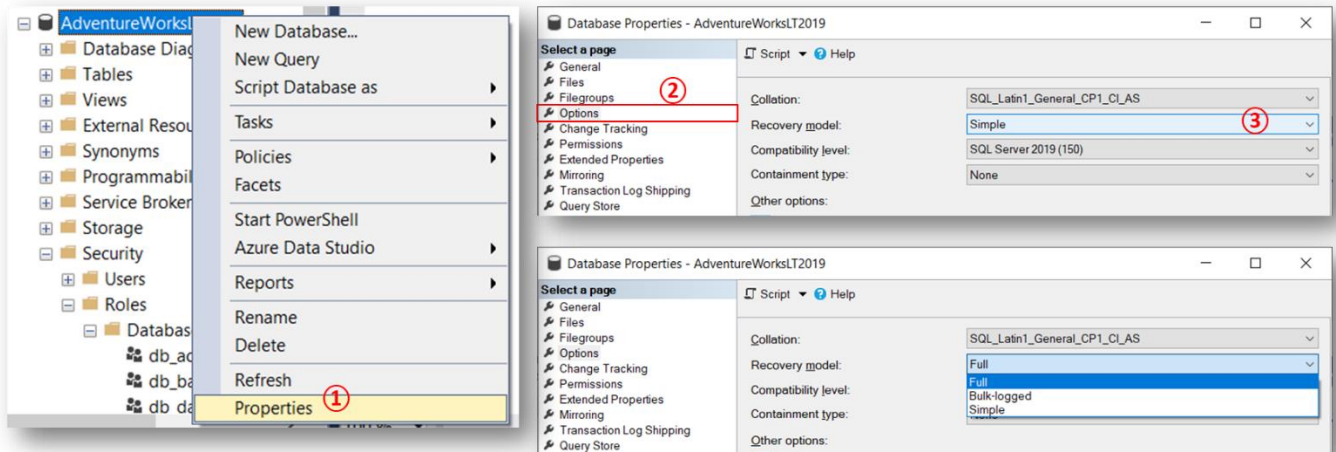 AdventureWorksL
Database Diag
Tables
Views
External Resou
Synonyms
Programmabil
Service Broker
Storage
Security
Users
Roles
Databas
db_ac
db_ba
db da
New Database...
New Query
Script Database as
Tasks
Policies
Facets
Start PowerShell
Azure Data Studio
Reports
Rename
Delete
Refresh
Properties ①
Database Properties - AdventureWorksLT2019
Select a page
General
Files
Filegroups
②
Options
Change Tracking
Permissions
Extended Properties
Mirroring
Transaction Log Shipping
Query Store
Script Help
Collation: SQL_Latin1_General_CP1_CI_AS
Recovery model: Simple ③
Compatibility level: SQL Server 2019 (150)
Containment type: None
Other options:
Database Properties - AdventureWorksLT2019
Select a page
General
Files
Filegroups
Options
Change Tracking
Permissions
Extended Properties
Mirroring
Transaction Log Shipping
Query Store
Script Help
Collation: SQL_Latin1_General_CP1_CI_AS
Recovery model: Full
Full
Compatibility level: Bulk-logged
Simple
Containment type:
Other options: